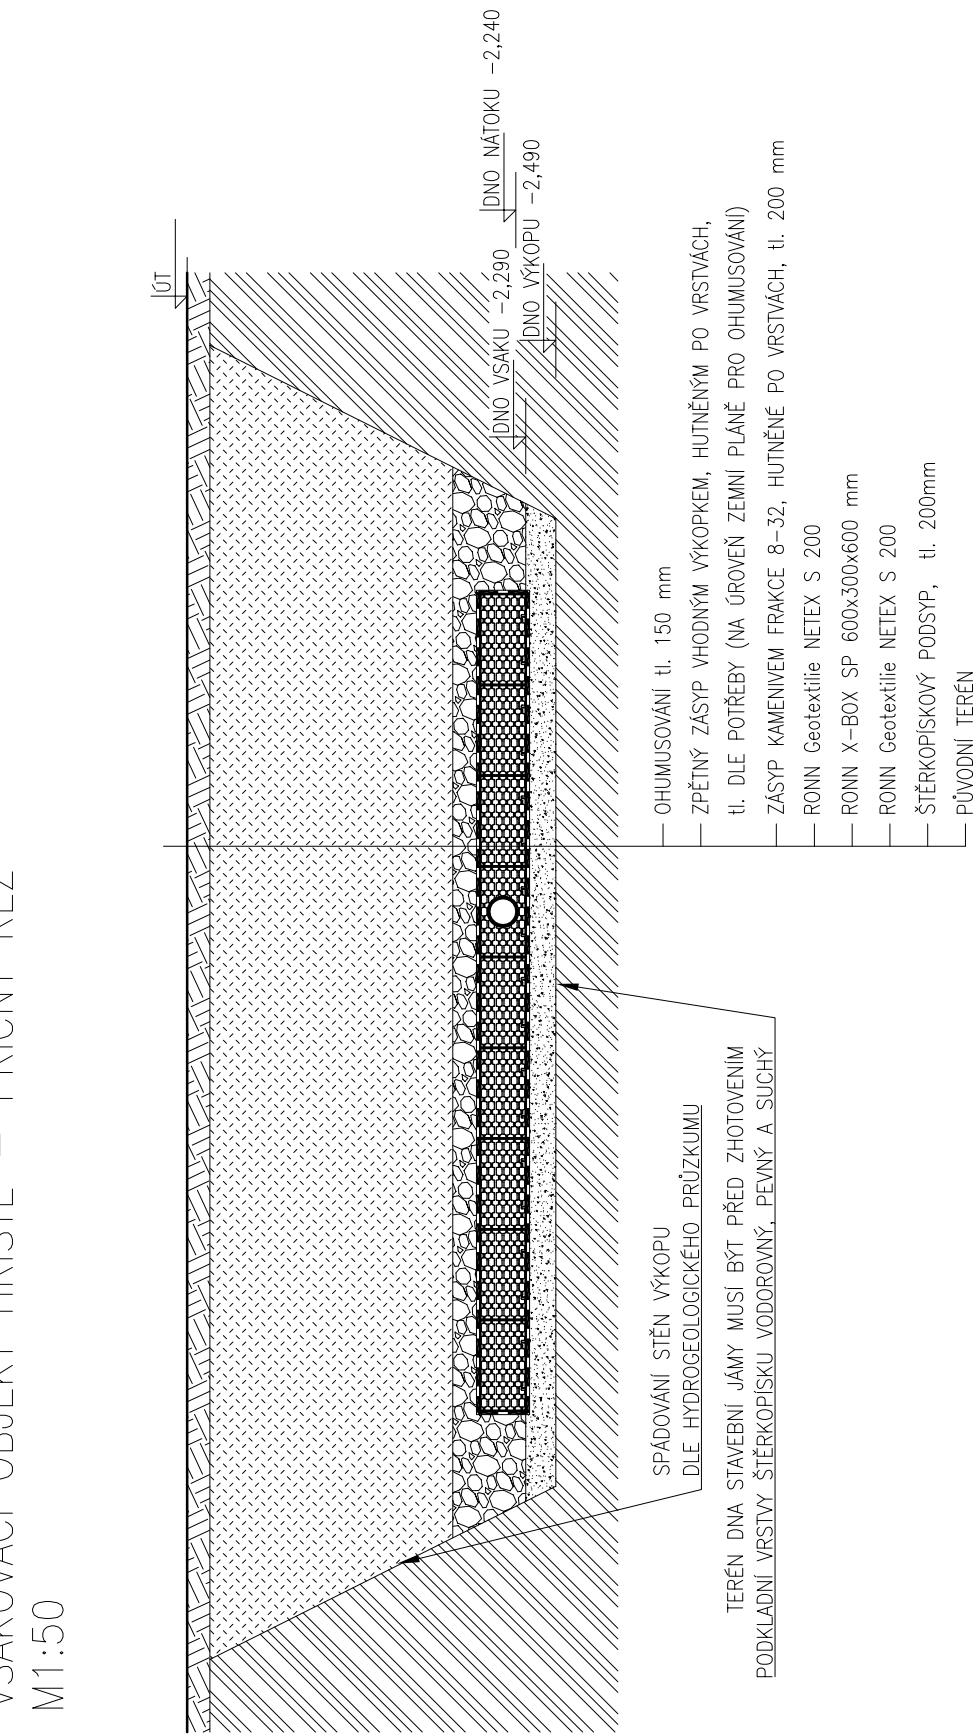 VSAKOVACÍ OBJEKT HŘIŠTĚ – PŘÍČNÝ ŘEZ
M1:50
ÚT
DNO NÁTOKU -2,240
DNO VSAKU -2,290
DNO VÝKOPU -2,490
OHUMUSOVÁNÍ tl. 150 mm
ZPĚTNÝ ZÁSYP VHODNÝM VÝKOPKEM, HUTNĚNÝM PO VRSTVÁCH,
tl. DLE POTŘEBY (NA ÚROVEŇ ZEMNÍ PLÁNĚ PRO OHUMUSOVÁNÍ)
ZÁSYP KAMENIVEM FRAKCE 8-32, HUTNĚNÉ PO VRSTVÁCH, tl. 200 mm
RONN Geotextilie NETEX S 200
RONN X-BOX SP 600x300x600 mm
RONN Geotextilie NETEX S 200
ŠTĚRKOPÍSKOVÝ PODSYP, tl. 200mm
PŮVODNÍ TERÉN
SPÁDOVÁNÍ STĚN VÝKOPU
DLE HYDROGEOLOGICKÉHO PRŮZKUMU
TERÉN DNA STAVEBNÍ JÁMY MUSÍ BÝT PŘED ZHOTOVENÍM
PODKLADNÍ VRSTVY ŠTĚRKOPÍSKU VODOROVNÝ, PEVNÝ A SUCHÝ